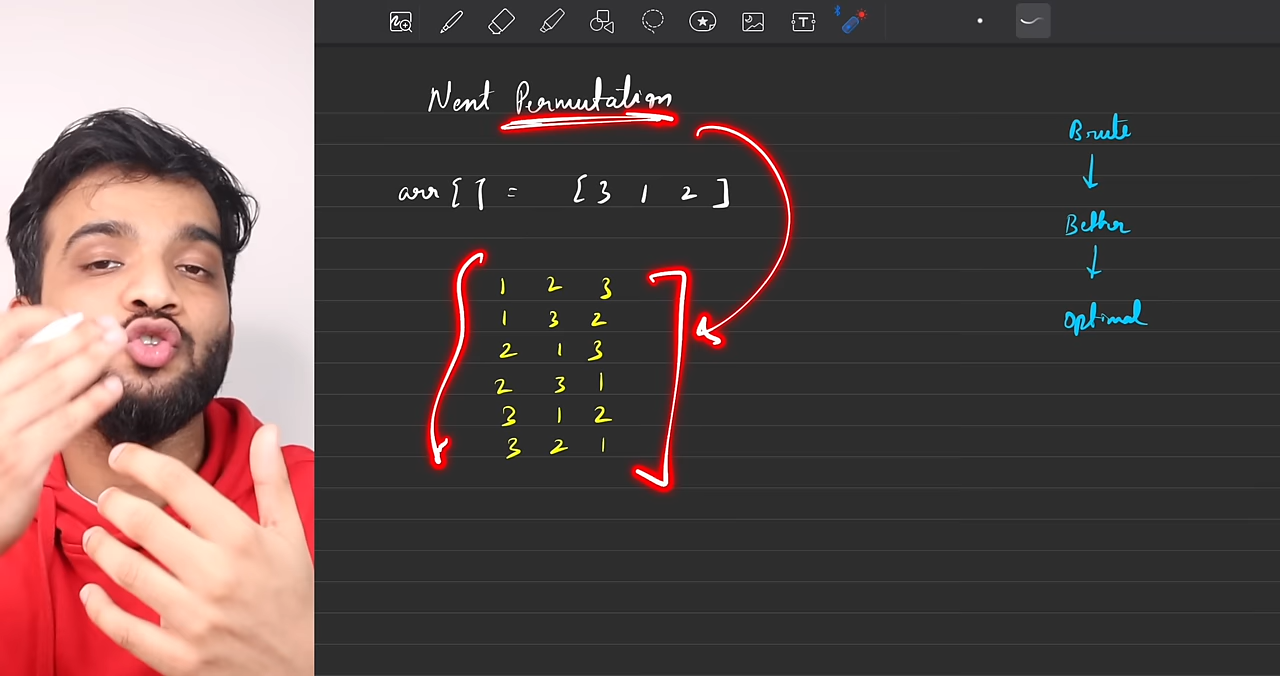 Next Permutation
arr[] = [3 1 2]
1 2 3
1 3 2
2 1 3
2 3 1
3 1 2
3 2 1
Brute
↓
Better
↓
Optimal
T